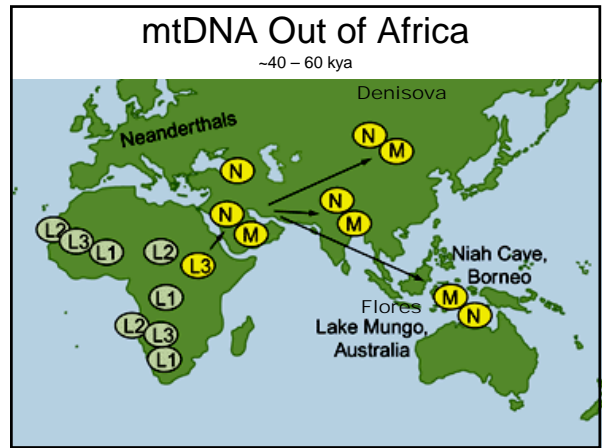 mtDNA Out of Africa
~40 – 60 kya
Denisova
Neanderthals
N
M
N
N
M
N
M
L2
L3
L1
L2
L3
L1
L2
L3
L1
Niah Cave,
Borneo
M
N
Flores
Lake Mungo,
Australia